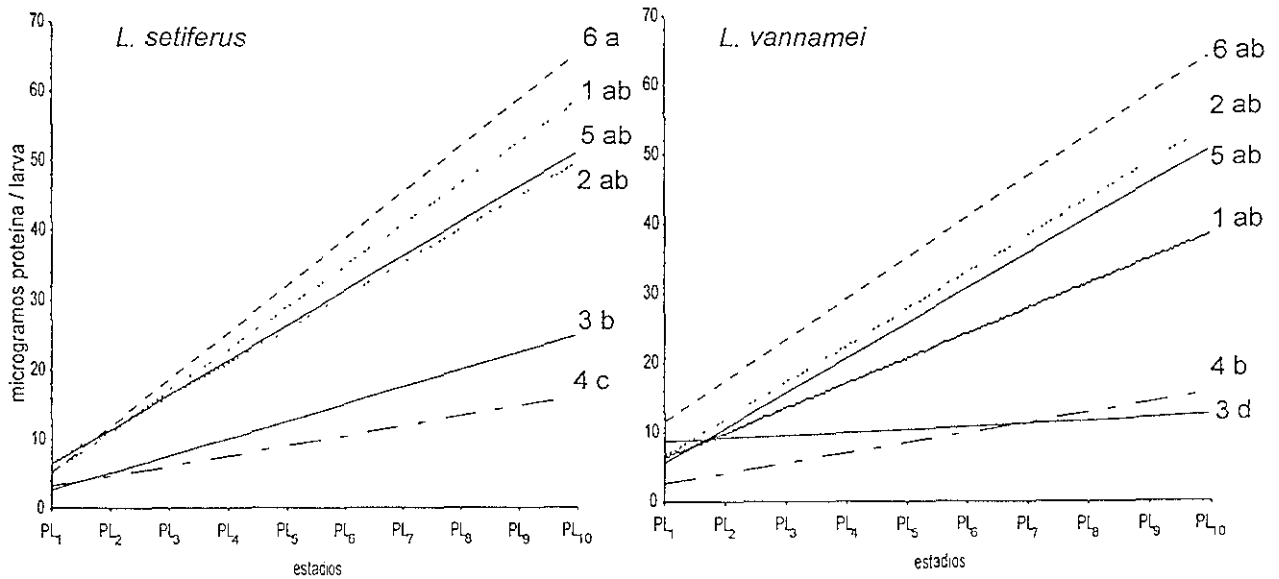 L. setiferus
microgramos proteína / larva
70
60
50
40
30
20
10
0
6 a
1 ab
5 ab
2 ab
3 b
4 c
PL1 PL2 PL3 PL4 PL5 PL6 PL7 PL8 PL9 PL10
estadios
L. vannamei
70
60
50
40
30
20
10
0
6 ab
2 ab
5 ab
1 ab
4 b
3 d
PL1 PL2 PL3 PL4 PL5 PL6 PL7 PL8 PL9 PL10
estadios